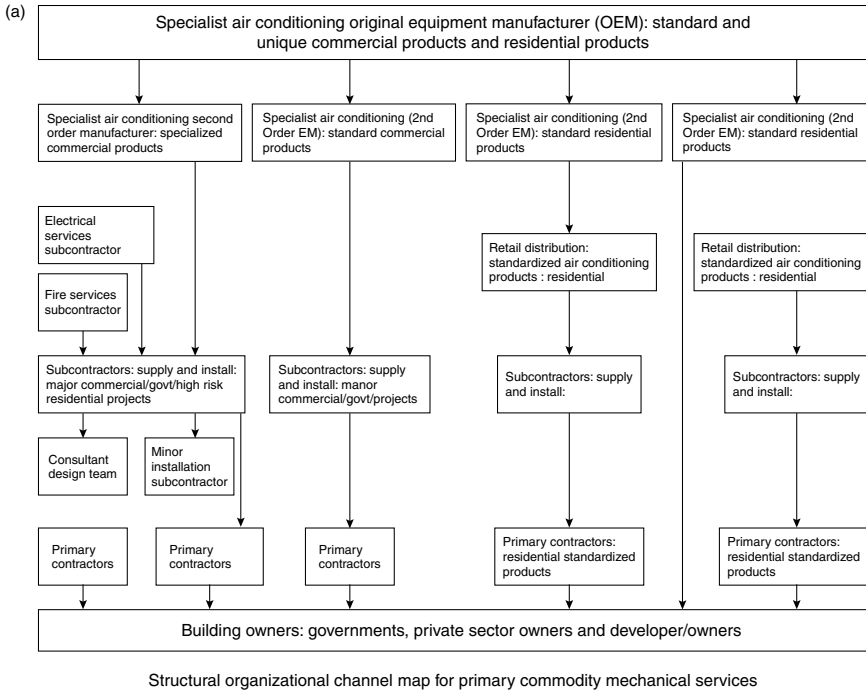 (a)
Specialist air conditioning original equipment manufacturer (OEM): standard and
unique commercial products and residential products
Specialist air conditioning second
order manufacturer: specialized
commercial products
Specialist air conditioning (2nd
Order EM): standard commercial
products
Specialist air conditioning (2nd
Order EM): standard residential
products
Specialist air conditioning (2nd
Order EM): standard residential
products
Electrical
services
subcontractor
Fire services
subcontractor
Retail distribution:
standardized air conditioning
products : residential
Retail distribution:
standardized air conditioning
products : residential
Subcontractors: supply and install:
major commercial/govt/high risk
residential projects
Subcontractors: supply
and install: manor
commercial/govt/projects
Subcontractors: supply
and install:
Subcontractors: supply
and install:
Consultant
design team
Minor
installation
subcontractor
Primary
contractors
Primary
contractors
Primary
contractors
Primary contractors:
residential standardized
products
Primary contractors:
residential standardized
products
Building owners: governments, private sector owners and developer/owners
Structural organizational channel map for primary commodity mechanical services